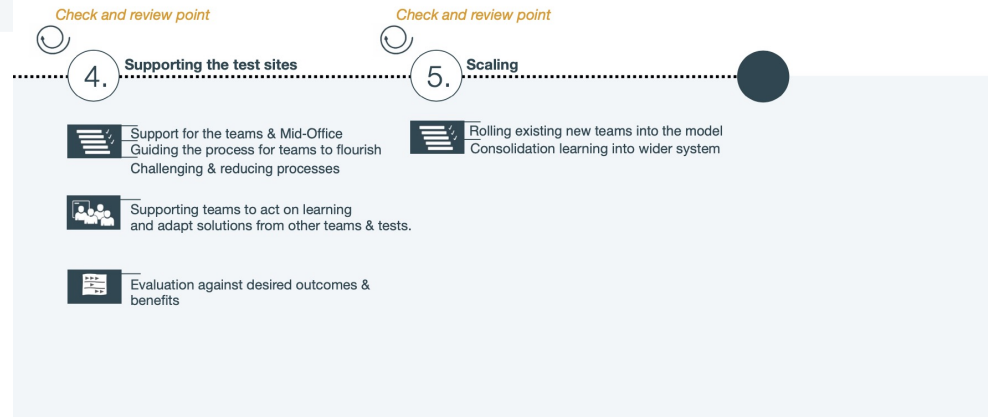 Check and review point
Check and review point
4.
Supporting the test sites
5.
Scaling
Support for the teams & Mid-Office
Guiding the process for teams to flourish
Challenging & reducing processes
Supporting teams to act on learning
and adapt solutions from other teams & tests.
Evaluation against desired outcomes &
benefits
Rolling existing new teams into the model
Consolidation learning into wider system